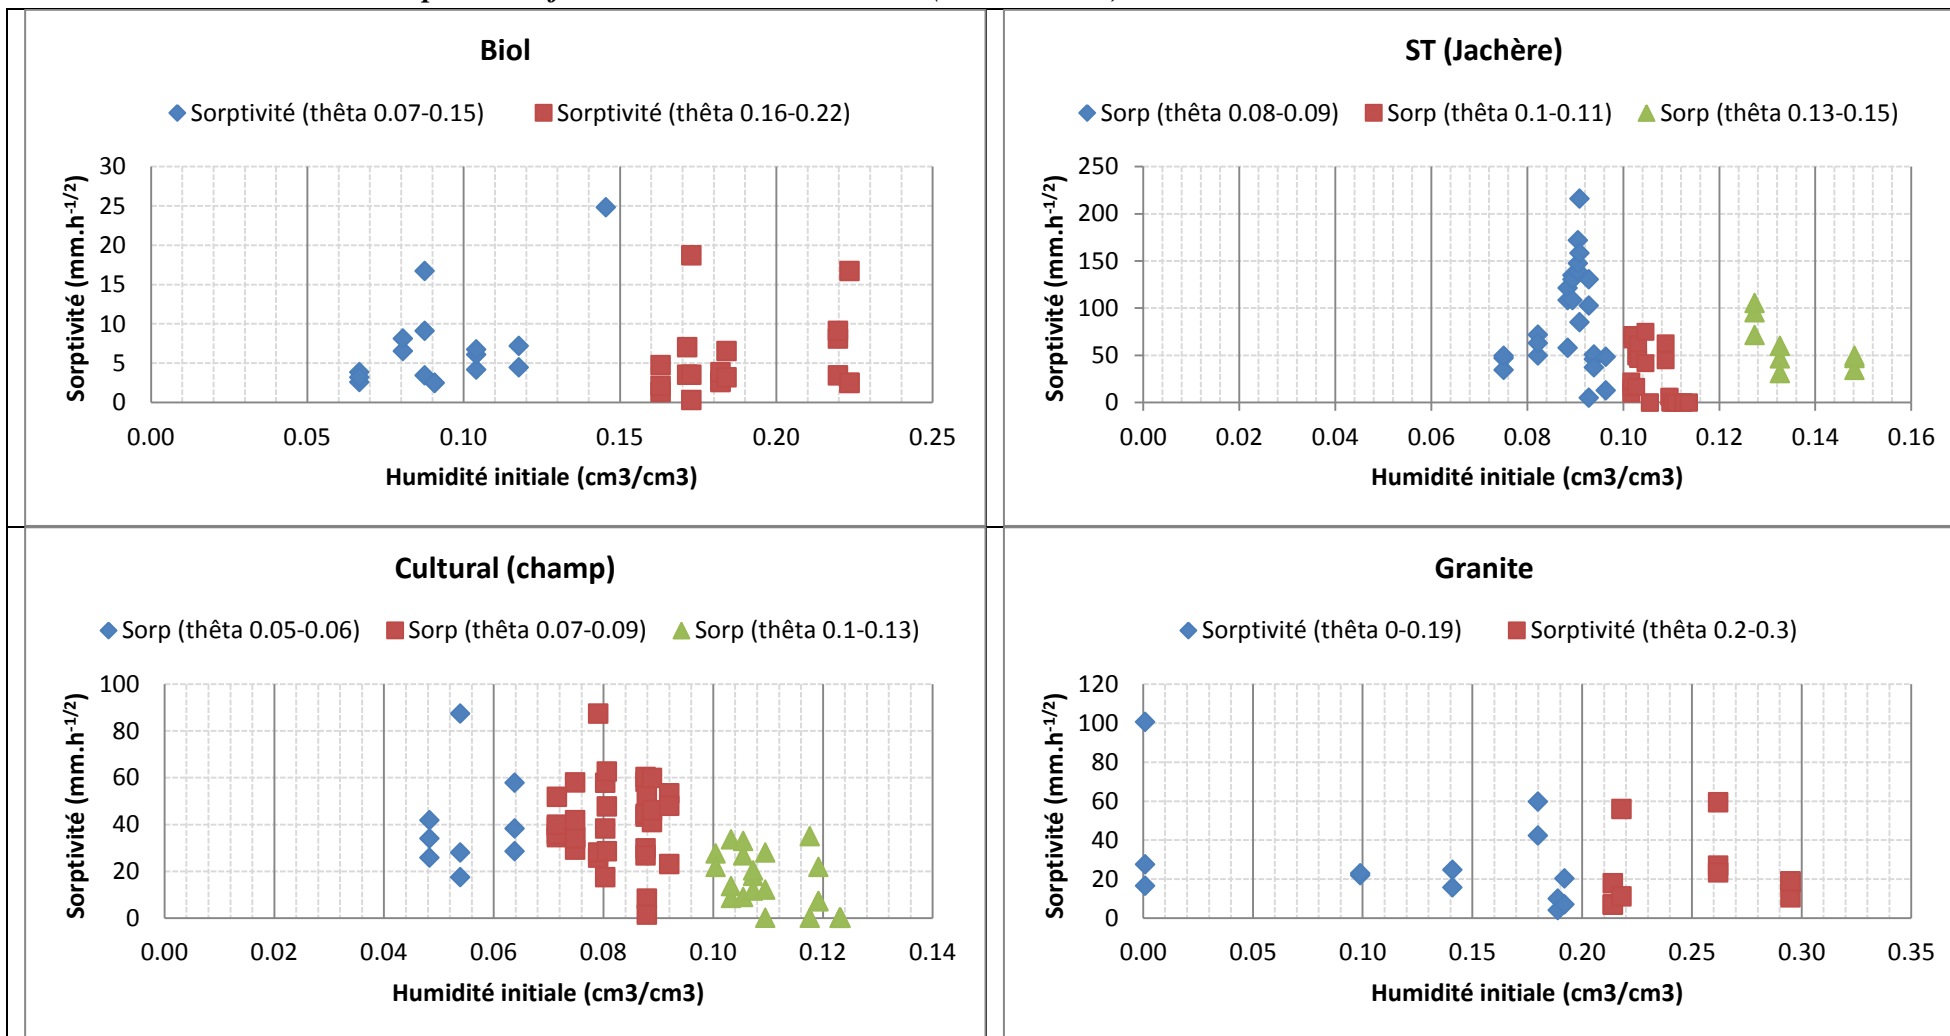 Biol
Sorptivité (thêta 0.07-0.15) Sorptivité (thêta 0.16-0.22)
30
25
20
15
10
5
0
Sorptivité (mm.h-1/2)
0.00 0.05 0.10 0.15 0.20 0.25
Humidité initiale (cm3/cm3)
ST (Jachère)
Sorp (thêta 0.08-0.09) Sorp (thêta 0.1-0.11) Sorp (thêta 0.13-0.15)
250
200
150
100
50
0
Sorptivité (mm.h-1/2)
0.00 0.02 0.04 0.06 0.08 0.10 0.12 0.14 0.16
Humidité initiale (cm3/cm3)
Cultural (champ)
Sorp (thêta 0.05-0.06) Sorp (thêta 0.07-0.09) Sorp (thêta 0.1-0.13)
100
80
60
40
20
0
Sorptivité (mm.h-1/2)
0.00 0.02 0.04 0.06 0.08 0.10 0.12 0.14
Humidité initiale (cm3/cm3)
Granite
Sorptivité (thêta 0-0.19) Sorptivité (thêta 0.2-0.3)
120
100
80
60
40
20
0
Sorptivité (mm.h-1/2)
0.00 0.05 0.10 0.15 0.20 0.25 0.30 0.35
Humidité initiale (cm3/cm3)